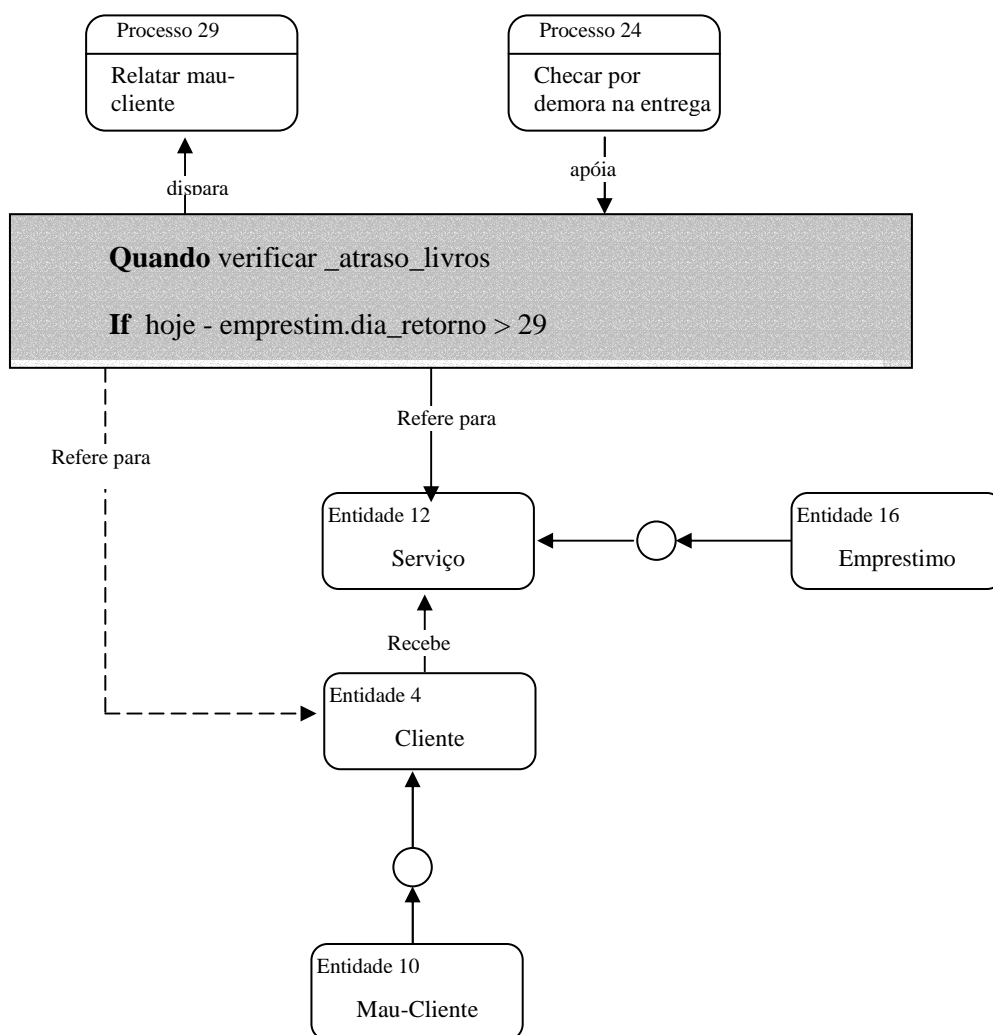 Processo 29
Relatar mau-
cliente
Processo 24
Checar por
demora na entrega
dispara
apóia
Quando verificar _atraso_livros
If hoje - emprestim.dia_retorno > 29
Refere para
Refere para
Entidade 12
Serviço
Entidade 16
Emprestimo
Recebe
Entidade 4
Cliente
Entidade 10
Mau-Cliente